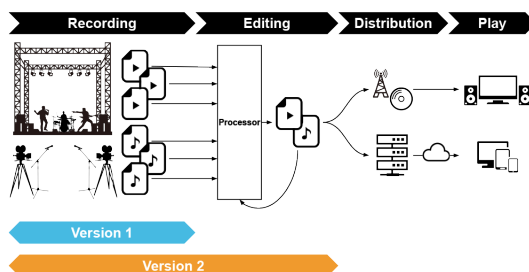 Recording
Editing
Distribution
Play
Processor
Version 1
Version 2